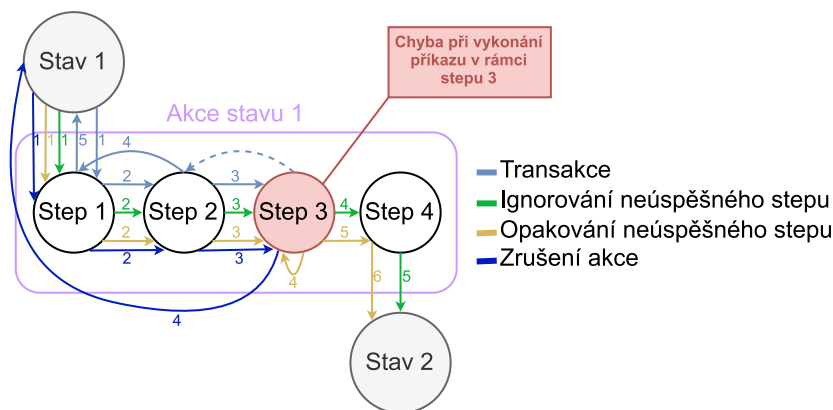 Stav 1
Chyba při vykonání
příkazu v rámci
stepu 3
Akce stavu 1
1
1
1
5
1
4
2
3
Step 1
2
Step 2
3
Step 3
4
Step 4
2
3
5
2
3
4
6
5
4
Stav 2
Transakce
Ignorování neúspěšného stepu
Opakování neúspěšného stepu
Zrušení akce